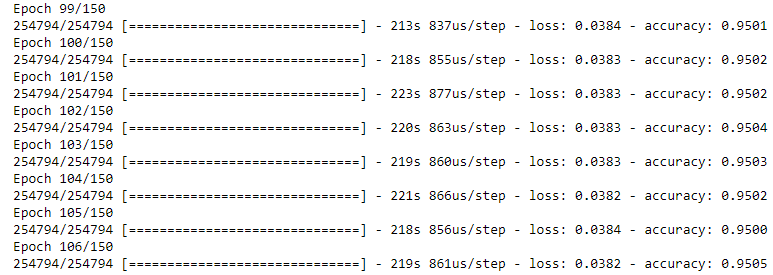 Epoch 99/150
254794/254794 [==============================] - 213s 837us/step - loss: 0.0384 - accuracy: 0.9501
Epoch 100/150
254794/254794 [==============================] - 218s 855us/step - loss: 0.0383 - accuracy: 0.9502
Epoch 101/150
254794/254794 [==============================] - 223s 877us/step - loss: 0.0383 - accuracy: 0.9502
Epoch 102/150
254794/254794 [==============================] - 220s 863us/step - loss: 0.0383 - accuracy: 0.9504
Epoch 103/150
254794/254794 [==============================] - 219s 860us/step - loss: 0.0383 - accuracy: 0.9503
Epoch 104/150
254794/254794 [==============================] - 221s 866us/step - loss: 0.0382 - accuracy: 0.9502
Epoch 105/150
254794/254794 [==============================] - 218s 856us/step - loss: 0.0384 - accuracy: 0.9500
Epoch 106/150
254794/254794 [==============================] - 219s 861us/step - loss: 0.0382 - accuracy: 0.9505